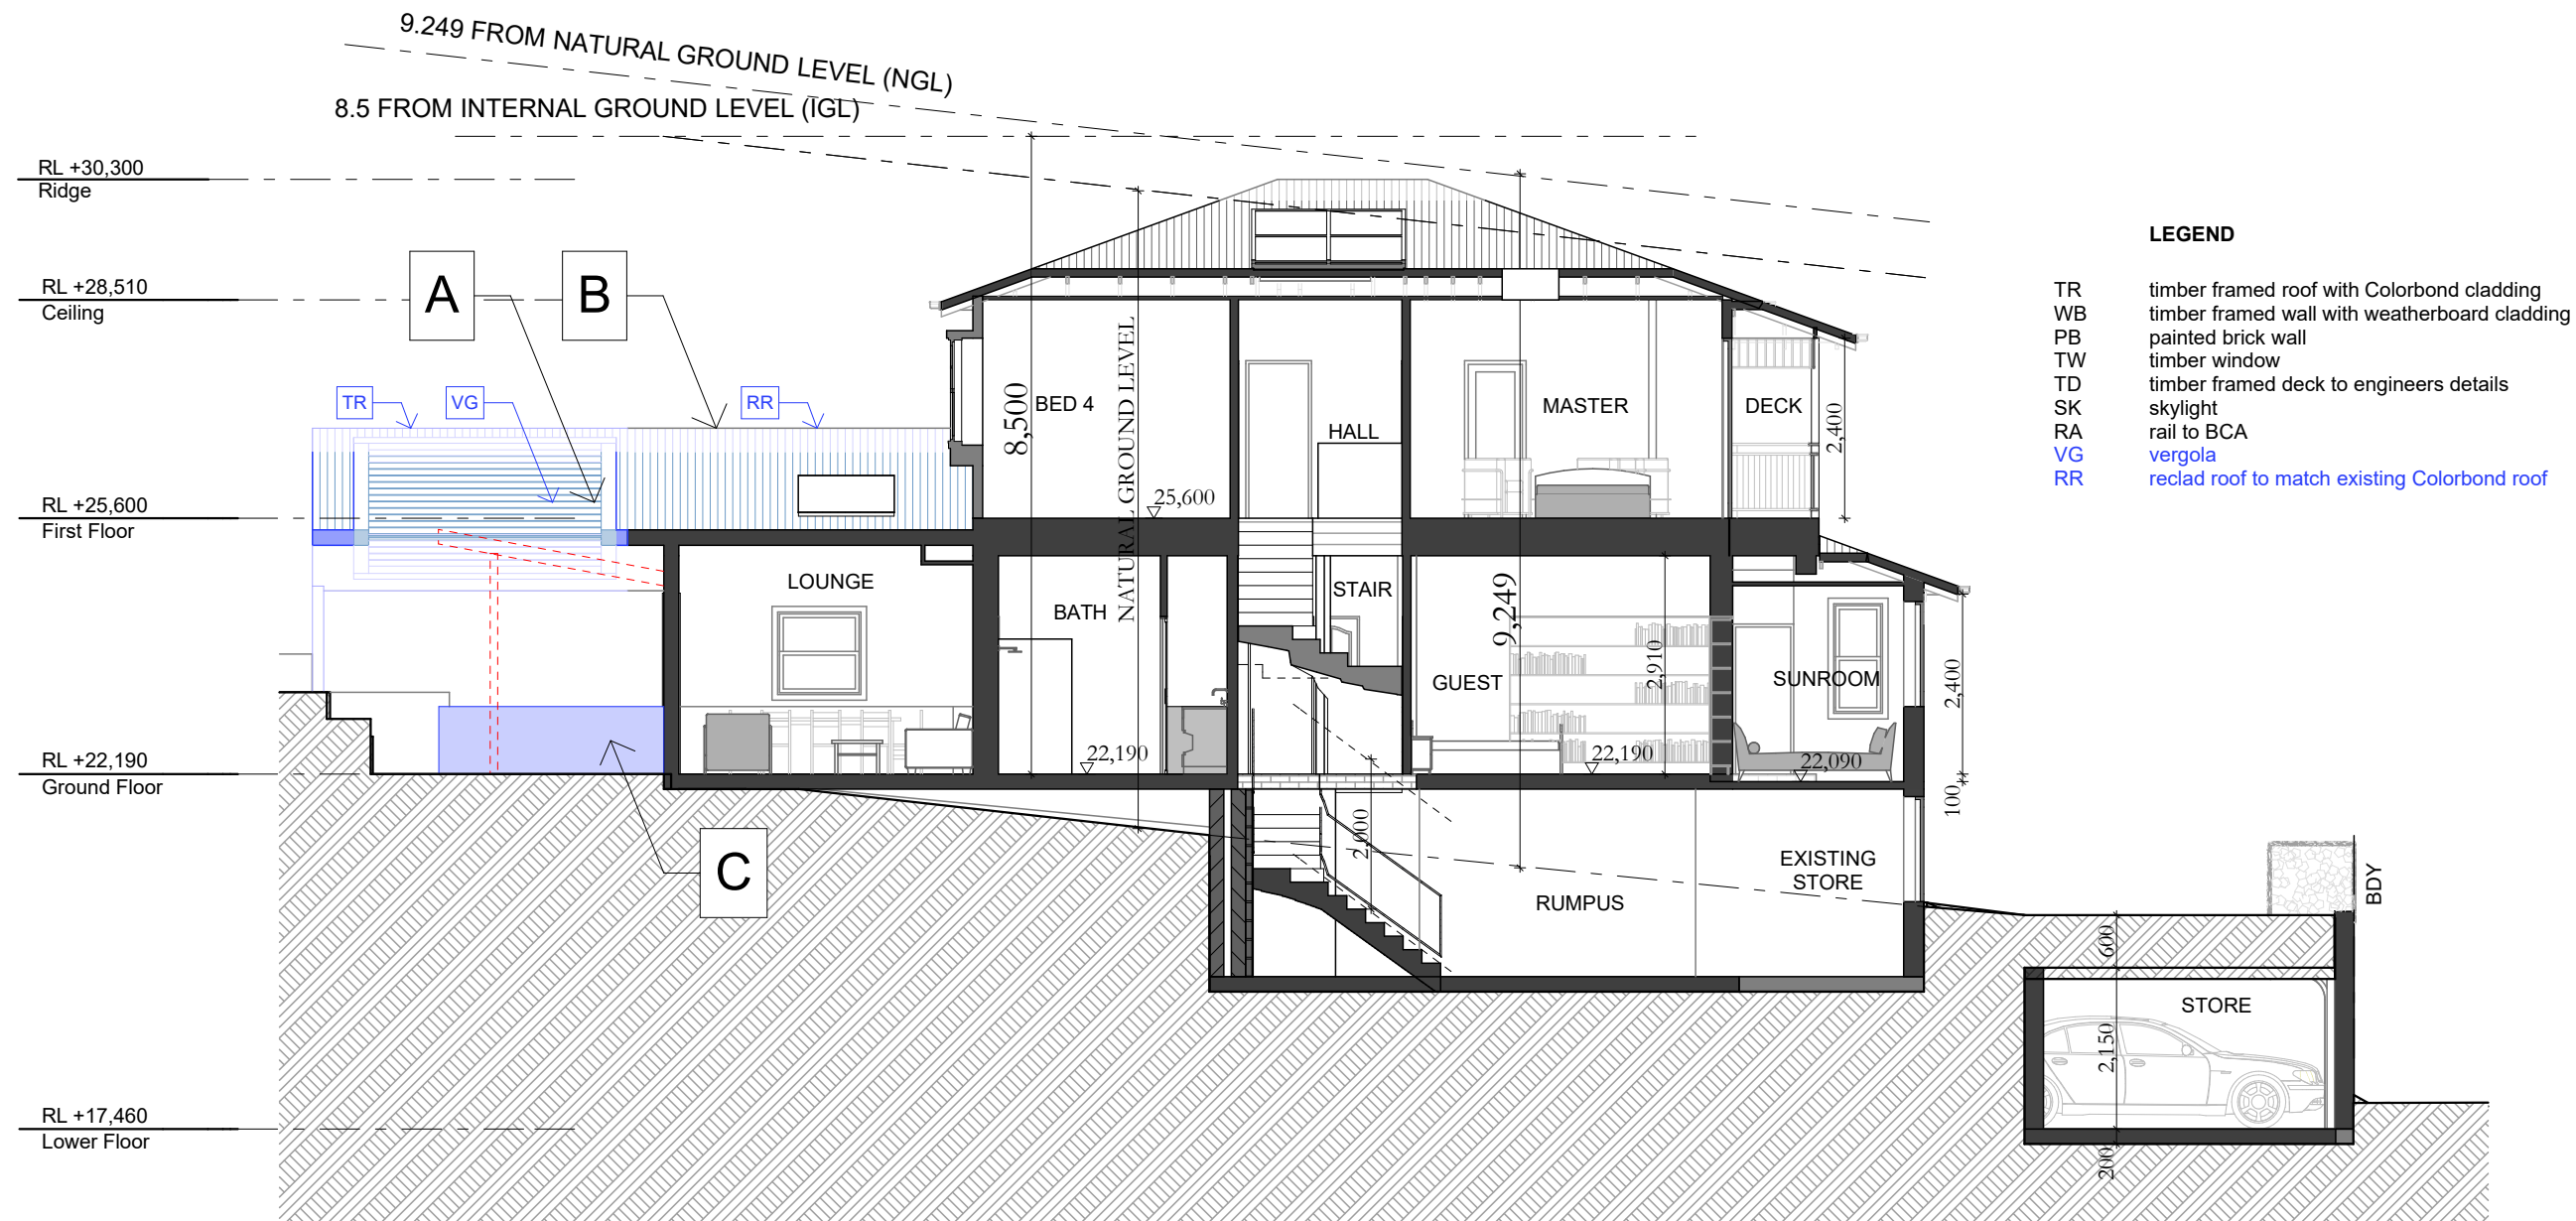 9.249 FROM NATURAL GROUND LEVEL (NGL)
8.5 FROM INTERNAL GROUND LEVEL (IGL)
RL +30,300
Ridge
RL +28,510
Ceiling
RL +25,600
First Floor
RL +22,190
Ground Floor
RL +17,460
Lower Floor
A
B
C
TR
VG
RR
8,500
BED 4
NATURAL GROUND LEVEL
25,600
HALL
MASTER
DECK
2,400
LOUNGE
BATH
22,190
STAIR
9,249
GUEST
2,910
22,190
SUNROOM
22,090
2,400
100
2,000
RUMPUS
EXISTING
STORE
BDY
600
STORE
2,150
200
LEGEND
TR timber framed roof with Colorbond cladding
WB timber framed wall with weatherboard cladding
PB painted brick wall
TW timber window
TD timber framed deck to engineers details
SK skylight
RA rail to BCA
VG vergola
RR reclad roof to match existing Colorbond roof